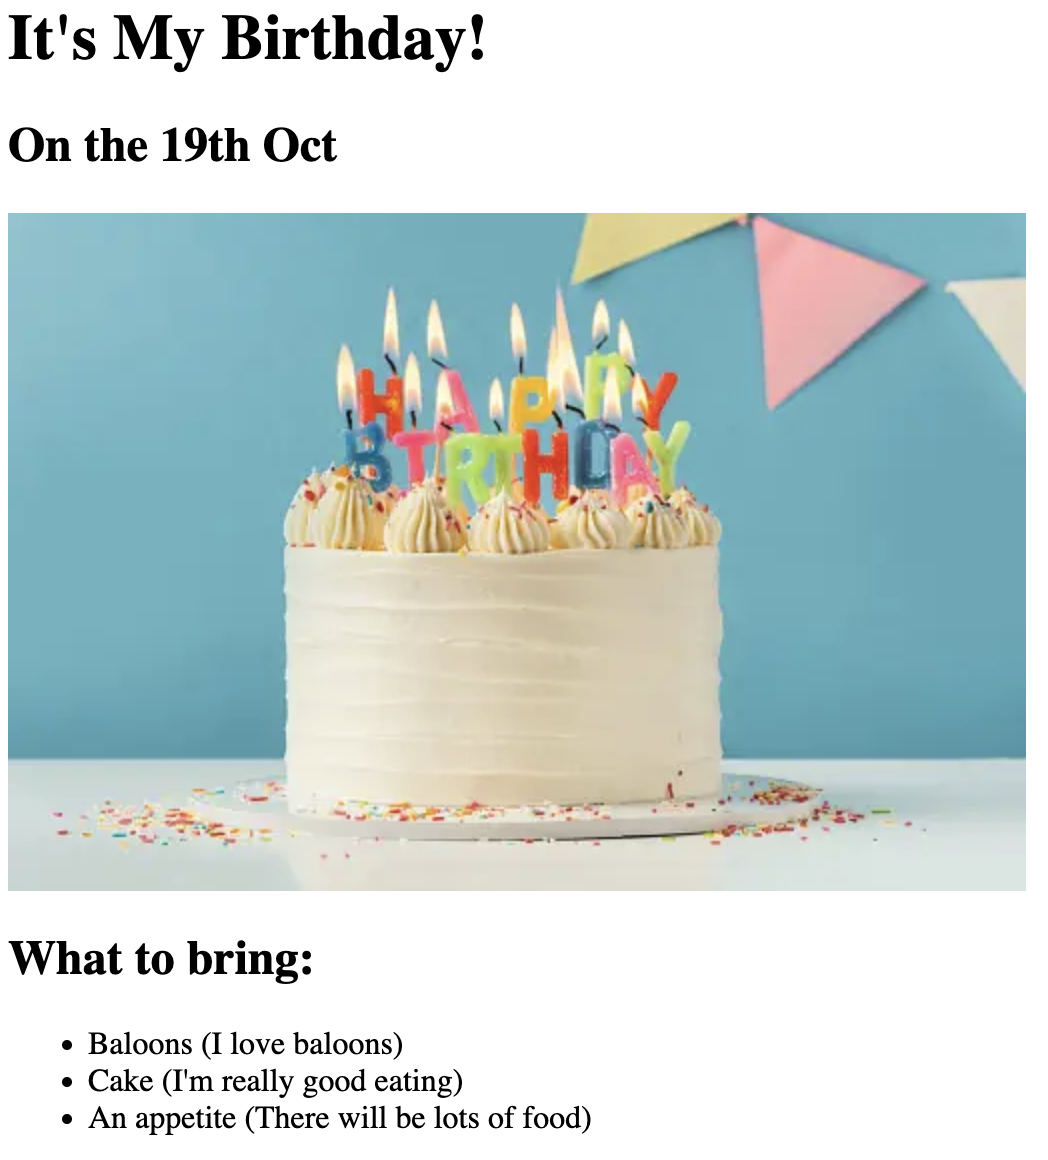 It's My Birthday!
On the 19th Oct
HAPPY
BIRTHDAY
What to bring:
Baloons (I love baloons)
Cake (I'm really good eating)
An appetite (There will be lots of food)